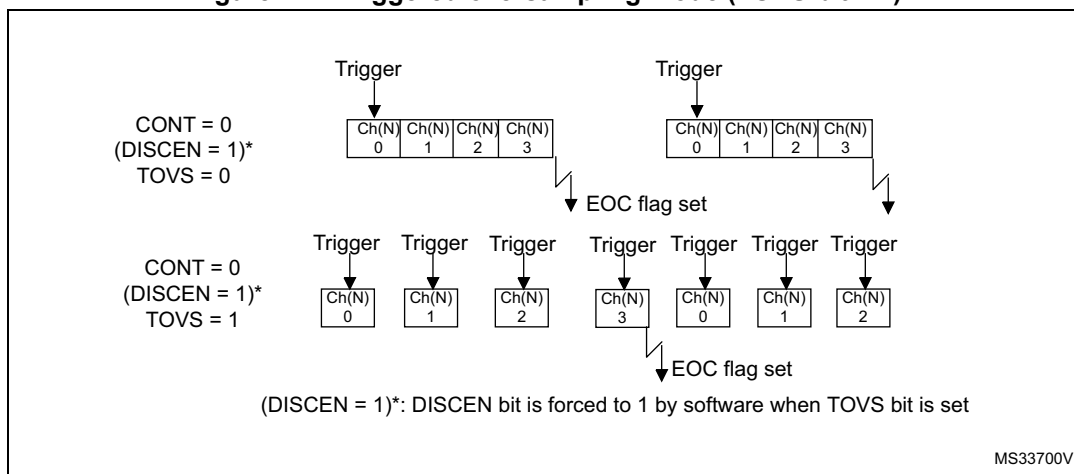 Trigger Trigger
CONT = 0
(DISCEN = 1)*
TOVS = 0
Ch(N) Ch(N) Ch(N) Ch(N) Ch(N) Ch(N) Ch(N) Ch(N)
0 1 2 3 0 1 2 3
EOC flag set
Trigger Trigger Trigger Trigger Trigger Trigger Trigger
CONT = 0
(DISCEN = 1)*
TOVS = 1
Ch(N) Ch(N) Ch(N) Ch(N) Ch(N) Ch(N) Ch(N)
0 1 2 3 0 1 2
EOC flag set
(DISCEN = 1)*: DISCEN bit is forced to 1 by software when TOVS bit is set